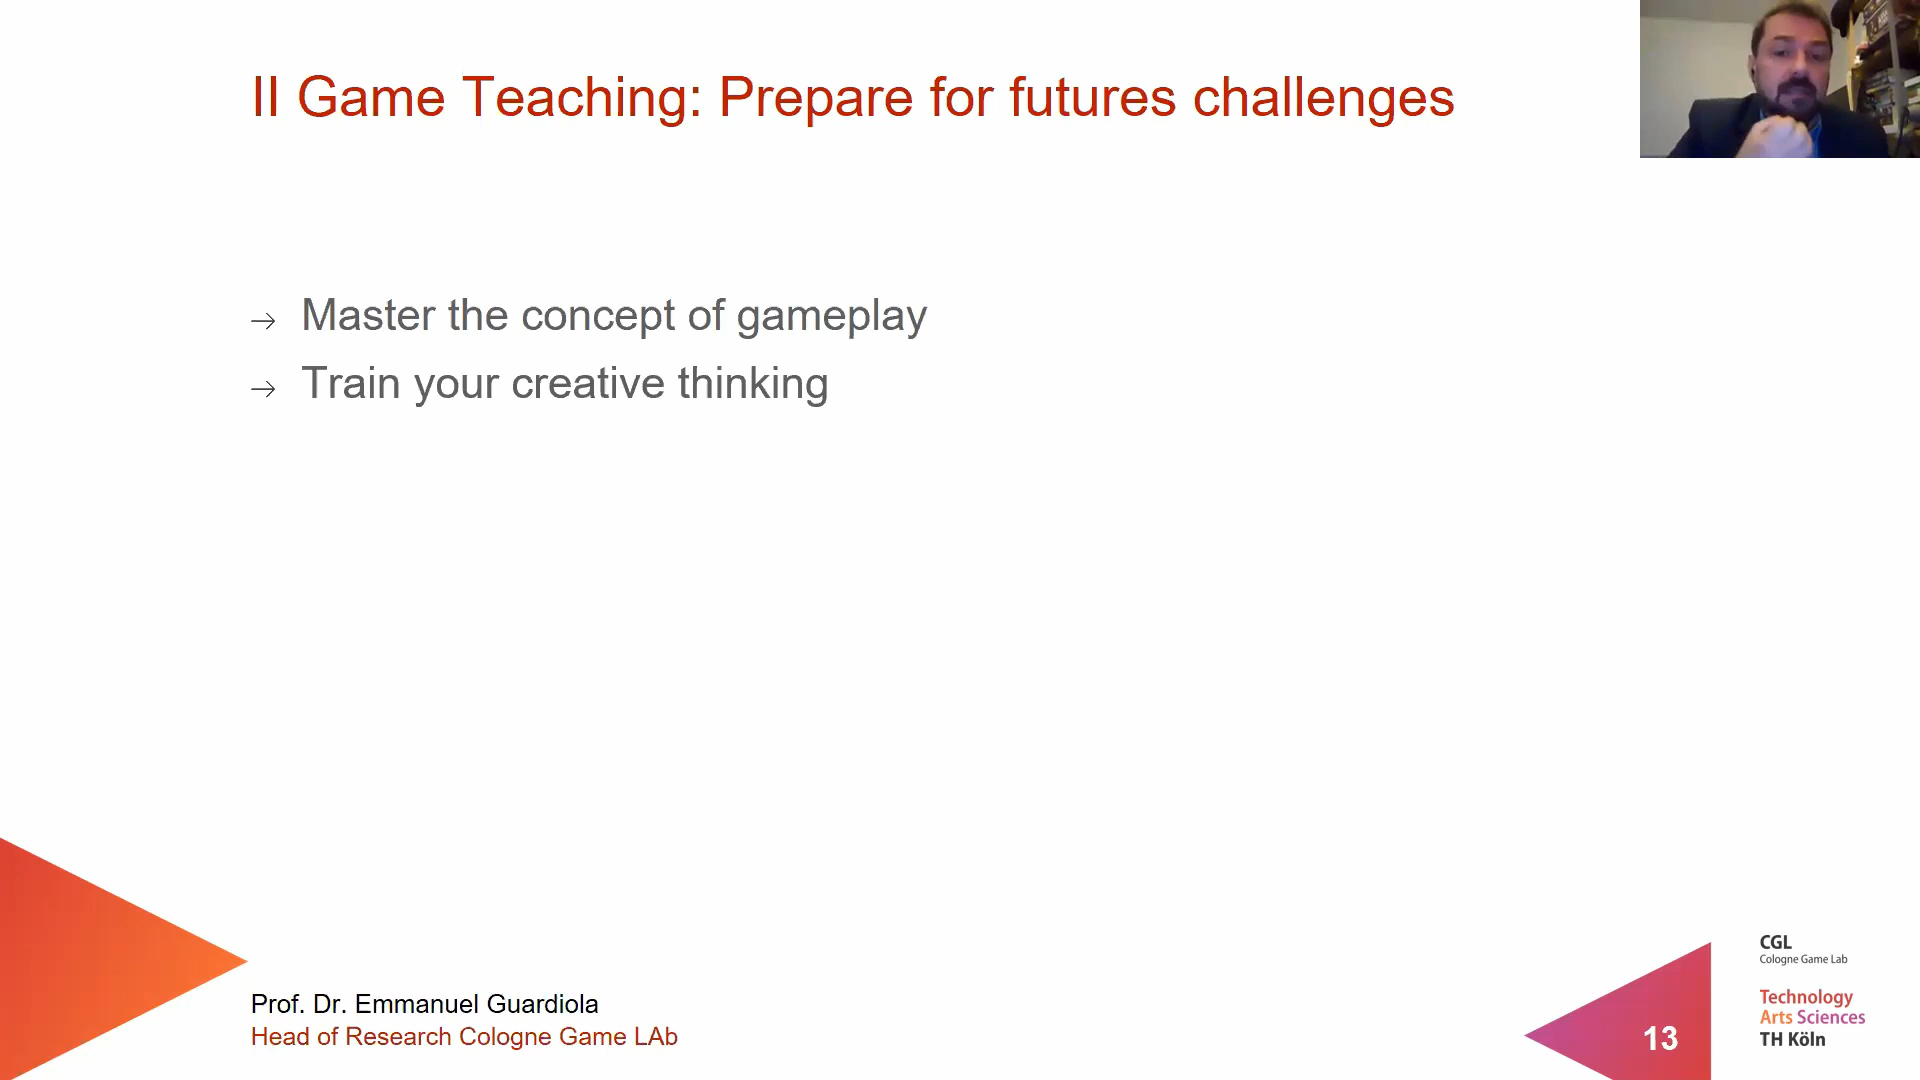 II Game Teaching: Prepare for futures challenges
→ Master the concept of gameplay
→ Train your creative thinking
Prof. Dr. Emmanuel Guardiola
Head of Research Cologne Game LAb
13
CGL
Cologne Game Lab
Technology
Arts Sciences
TH Köln